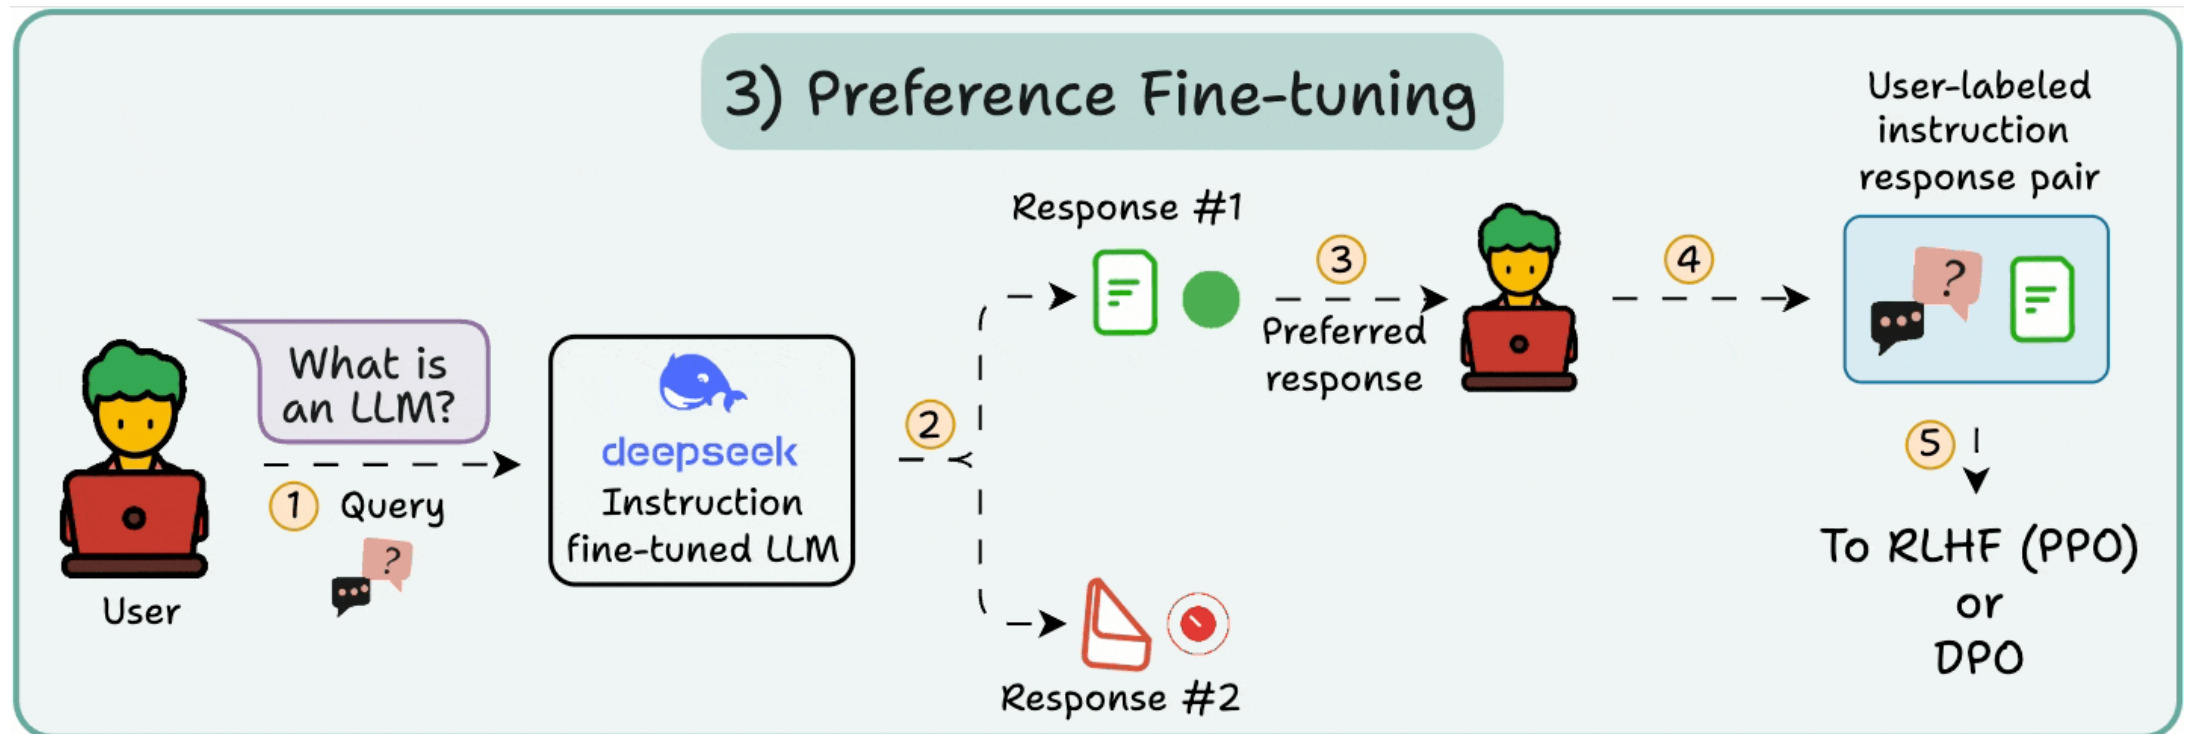 3) Preference Fine-tuning
What is
an LLM?
1 Query
?
User
deepseek
Instruction
fine-tuned LLM
2
Response #1
3
Preferred
response
Response #2
4
User-labeled
instruction
response pair
?
5
To RLHF (PPO)
or
DPO